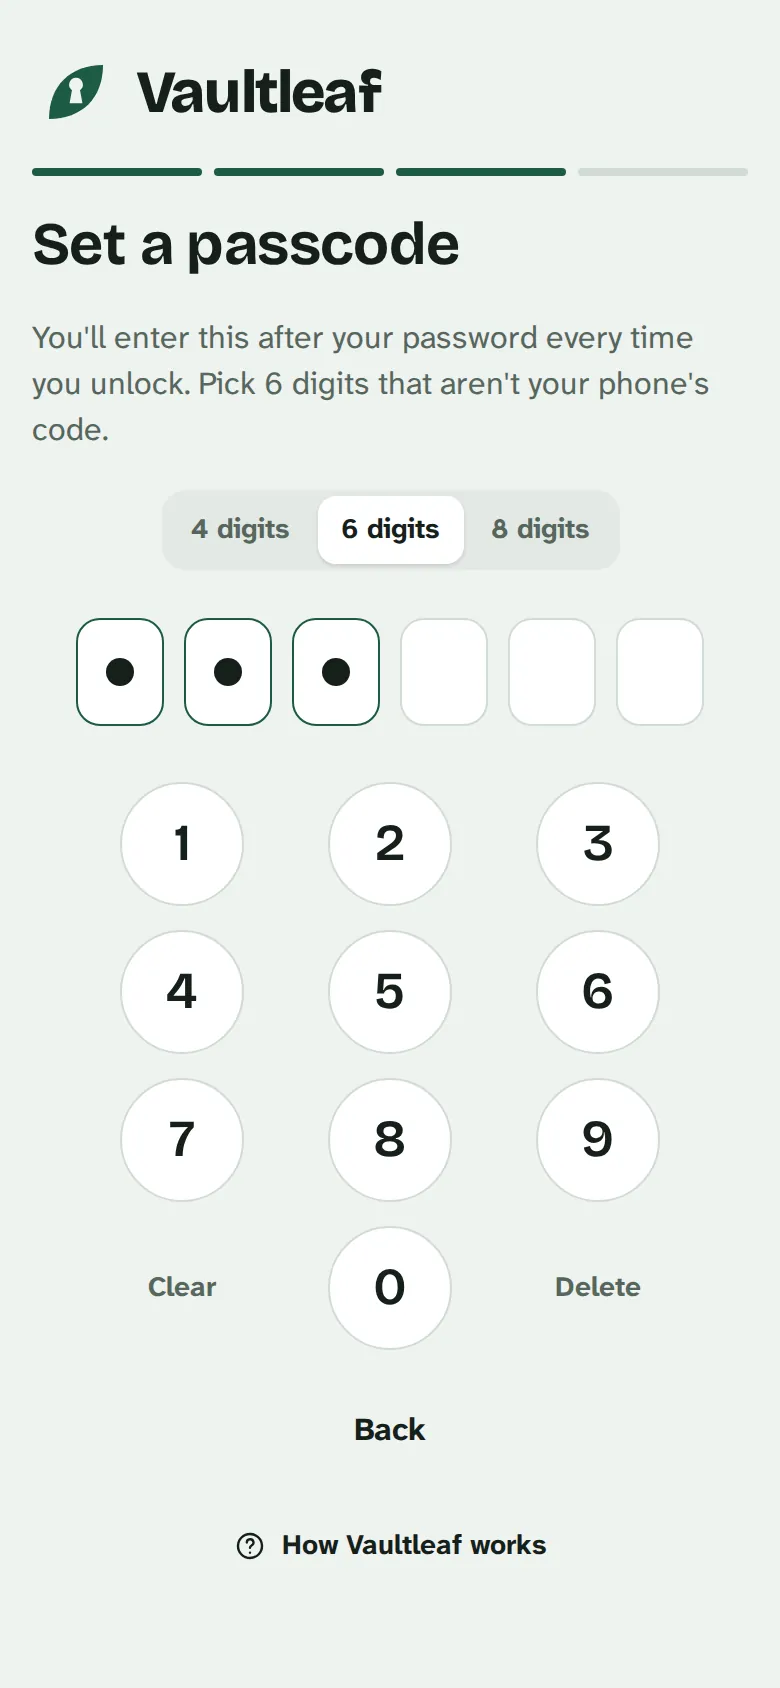 Vaultleaf
Set a passcode
You'll enter this after your password every time
you unlock. Pick 6 digits that aren't your phone's
code.
4 digits 6 digits 8 digits
1 2 3
4 5 6
7 8 9
Clear 0 Delete
Back
How Vaultleaf works